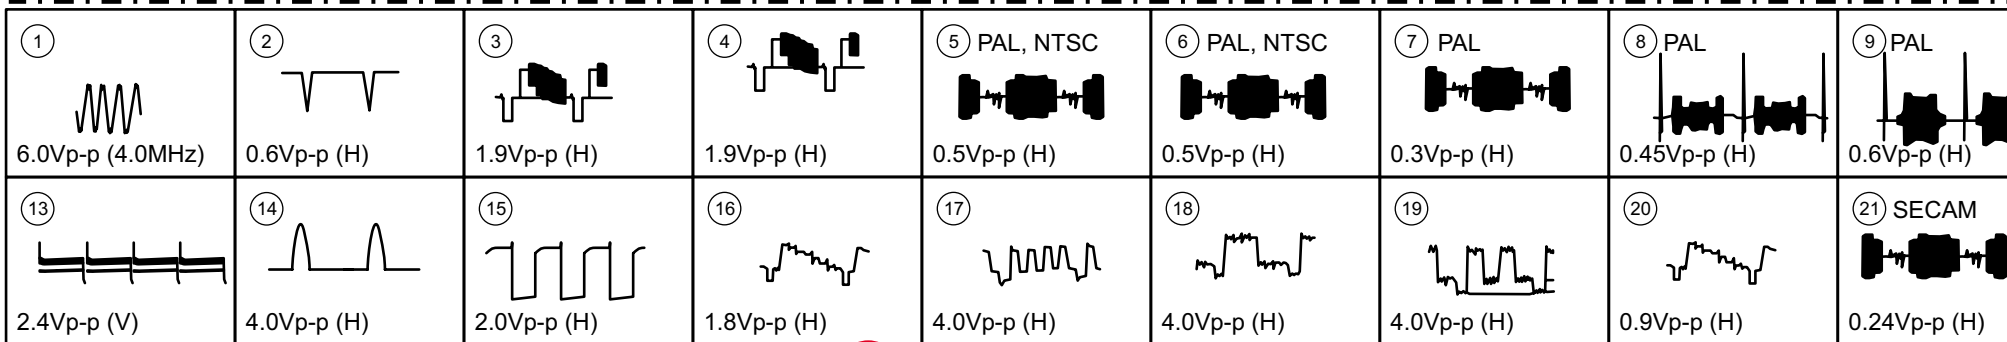 1
6.0Vp-p (4.0MHz)
2
0.6Vp-p (H)
3
1.9Vp-p (H)
4
1.9Vp-p (H)
5 PAL, NTSC
0.5Vp-p (H)
6 PAL, NTSC
0.5Vp-p (H)
7 PAL
0.3Vp-p (H)
8 PAL
0.45Vp-p (H)
9 PAL
0.6Vp-p (H)
13
2.4Vp-p (V)
14
4.0Vp-p (H)
15
2.0Vp-p (H)
16
1.8Vp-p (H)
17
4.0Vp-p (H)
18
4.0Vp-p (H)
19
4.0Vp-p (H)
20
0.9Vp-p (H)
21 SECAM
0.24Vp-p (H)